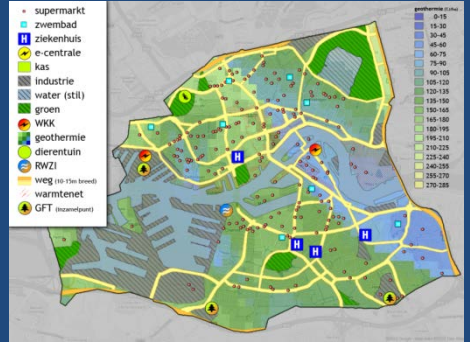 supermarkt
zwembad
H ziekenhuis
e-centrale
kas
industrie
water (stil)
groen
WKK
geothermie
dierentuin
RWZI
weg (10-15m breed)
warmtenet
GFT (inzamelpunt)
geothermie
0-15
15-30
30-45
45-60
60-75
75-90
90-105
105-120
120-135
135-150
150-165
165-180
180-195
195-210
210-225
225-240
240-255
255-270
270-285
H
H
H
H